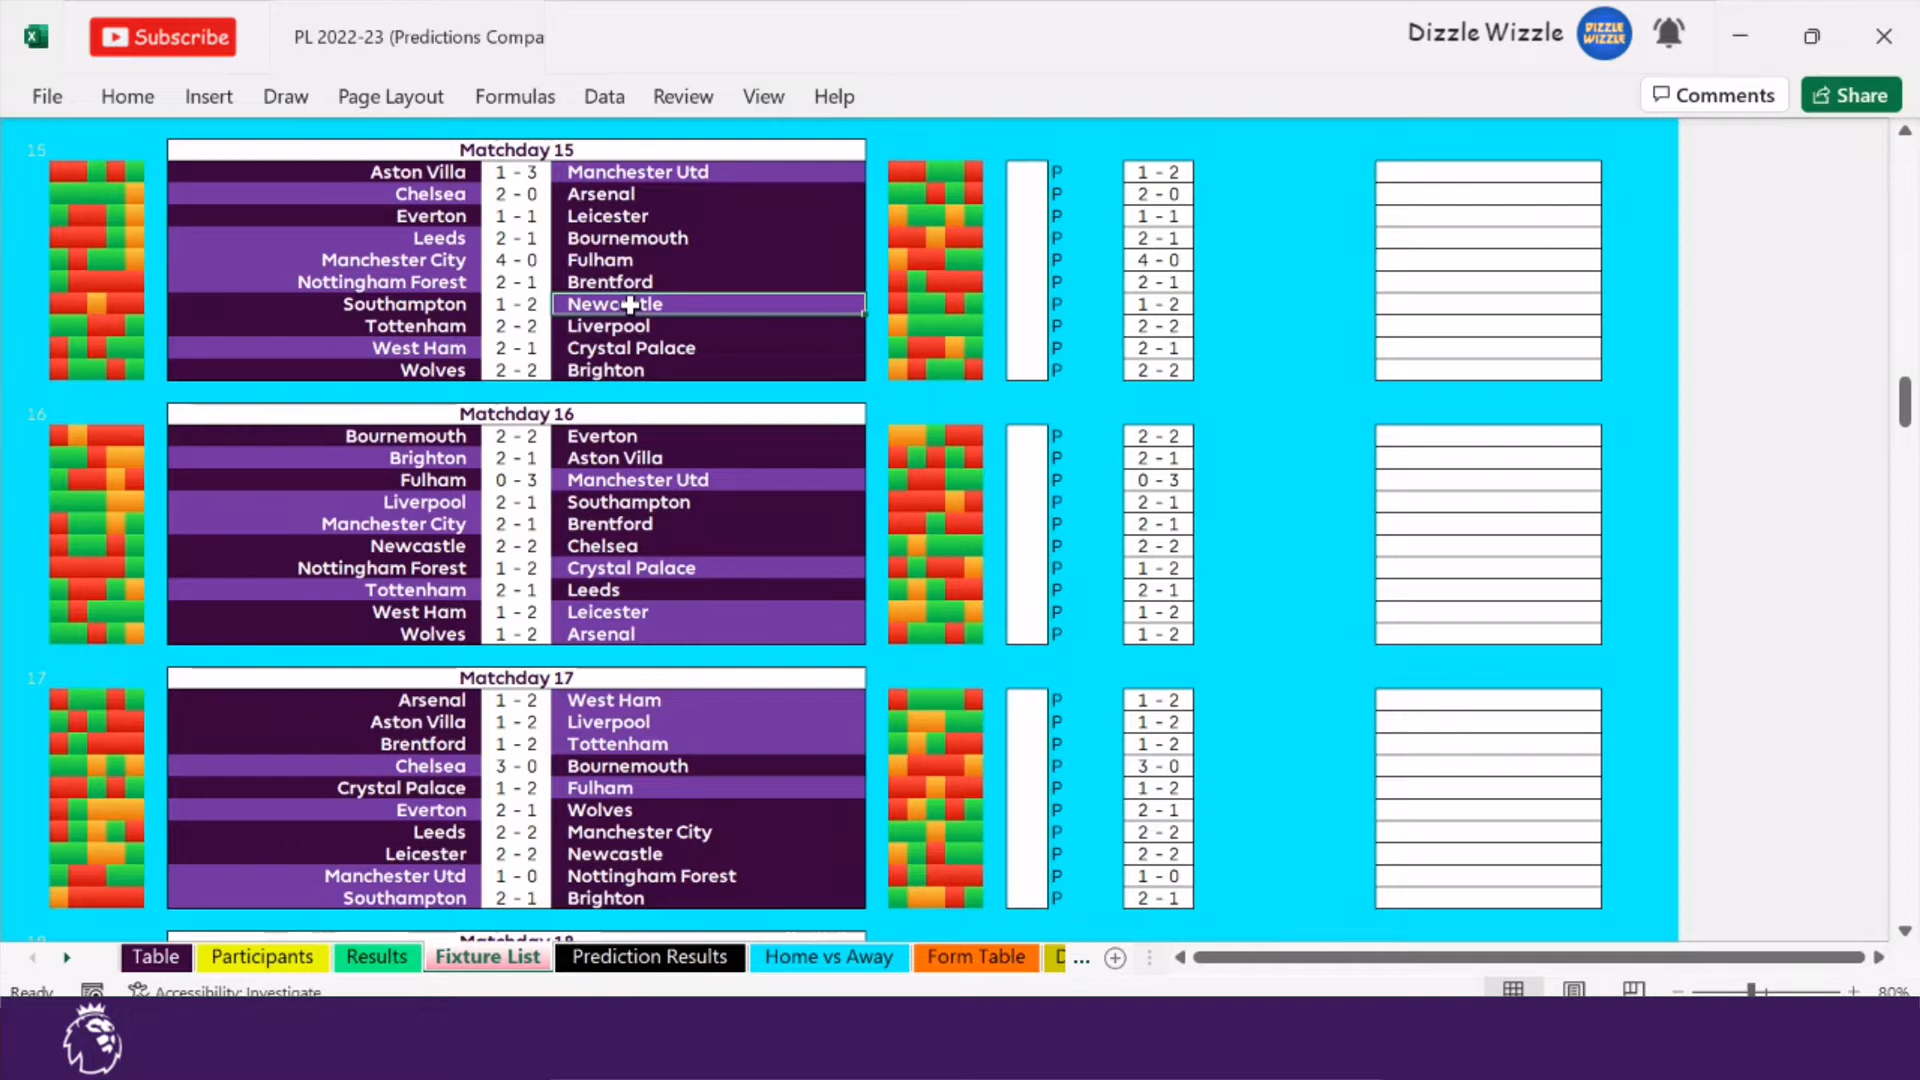 Subscribe
PL 2022-23 (Predictions Compa
Dizzle Wizzle
DIZZLE
WIZZLE
File Home Insert Draw Page Layout Formulas Data Review View Help
Comments
Share
15
Matchday 15
Aston Villa 1 - 3 Manchester Utd P 1 - 2
Chelsea 2 - 0 Arsenal P 2 - 0
Everton 1 - 1 Leicester P 1 - 1
Leeds 2 - 1 Bournemouth P 2 - 1
Manchester City 4 - 0 Fulham P 4 - 0
Nottingham Forest 2 - 1 Brentford P 2 - 1
Southampton 1 - 2 Newcastle P 1 - 2
Tottenham 2 - 2 Liverpool P 2 - 2
West Ham 2 - 1 Crystal Palace P 2 - 1
Wolves 2 - 2 Brighton P 2 - 2
16
Matchday 16
Bournemouth 2 - 2 Everton P 2 - 2
Brighton 2 - 1 Aston Villa P 2 - 1
Fulham 0 - 3 Manchester Utd P 0 - 3
Liverpool 2 - 1 Southampton P 2 - 1
Manchester City 2 - 1 Brentford P 2 - 1
Newcastle 2 - 2 Chelsea P 2 - 2
Nottingham Forest 1 - 2 Crystal Palace P 1 - 2
Tottenham 2 - 1 Leeds P 2 - 1
West Ham 1 - 2 Leicester P 1 - 2
Wolves 1 - 2 Arsenal P 1 - 2
17
Matchday 17
Arsenal 1 - 2 West Ham P 1 - 2
Aston Villa 1 - 2 Liverpool P 1 - 2
Brentford 1 - 2 Tottenham P 1 - 2
Chelsea 3 - 0 Bournemouth P 3 - 0
Crystal Palace 1 - 2 Fulham P 1 - 2
Everton 2 - 1 Wolves P 2 - 1
Leeds 2 - 2 Manchester City P 2 - 2
Leicester 2 - 2 Newcastle P 2 - 2
Manchester Utd 1 - 0 Nottingham Forest P 1 - 0
Southampton 2 - 1 Brighton P 2 - 1
18
Matchday 18
Table Participants Results Fixture List Prediction Results Home vs Away Form Table D ...
Ready Accessibility: Investigate 80%